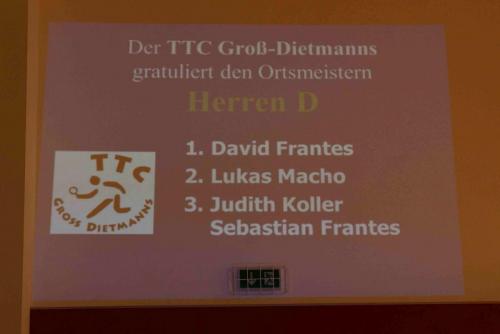 Der TTC Groß-Dietmanns
gratuliert den Ortsmeistern
Herren D
TTC
GROSS DIETMANNS
1. David Frantes
2. Lukas Macho
3. Judith Koller
Sebastian Frantes